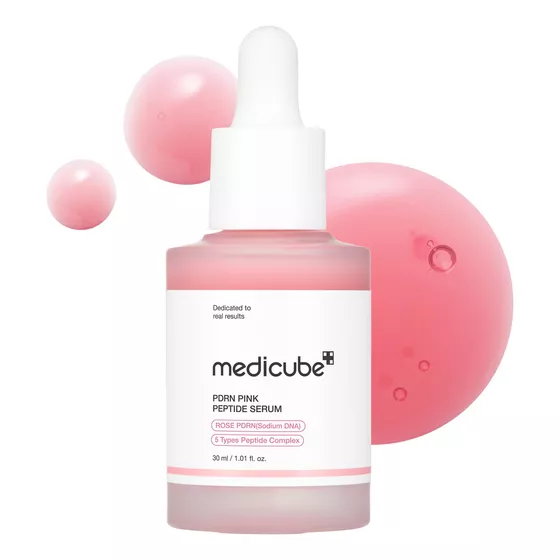 Dedicated to
real results
medicube
PDRN PINK
PEPTIDE SERUM
ROSE PDRN(Sodium DNA)
5 Types Peptide Complex
30 ml / 1.01 fl. oz.